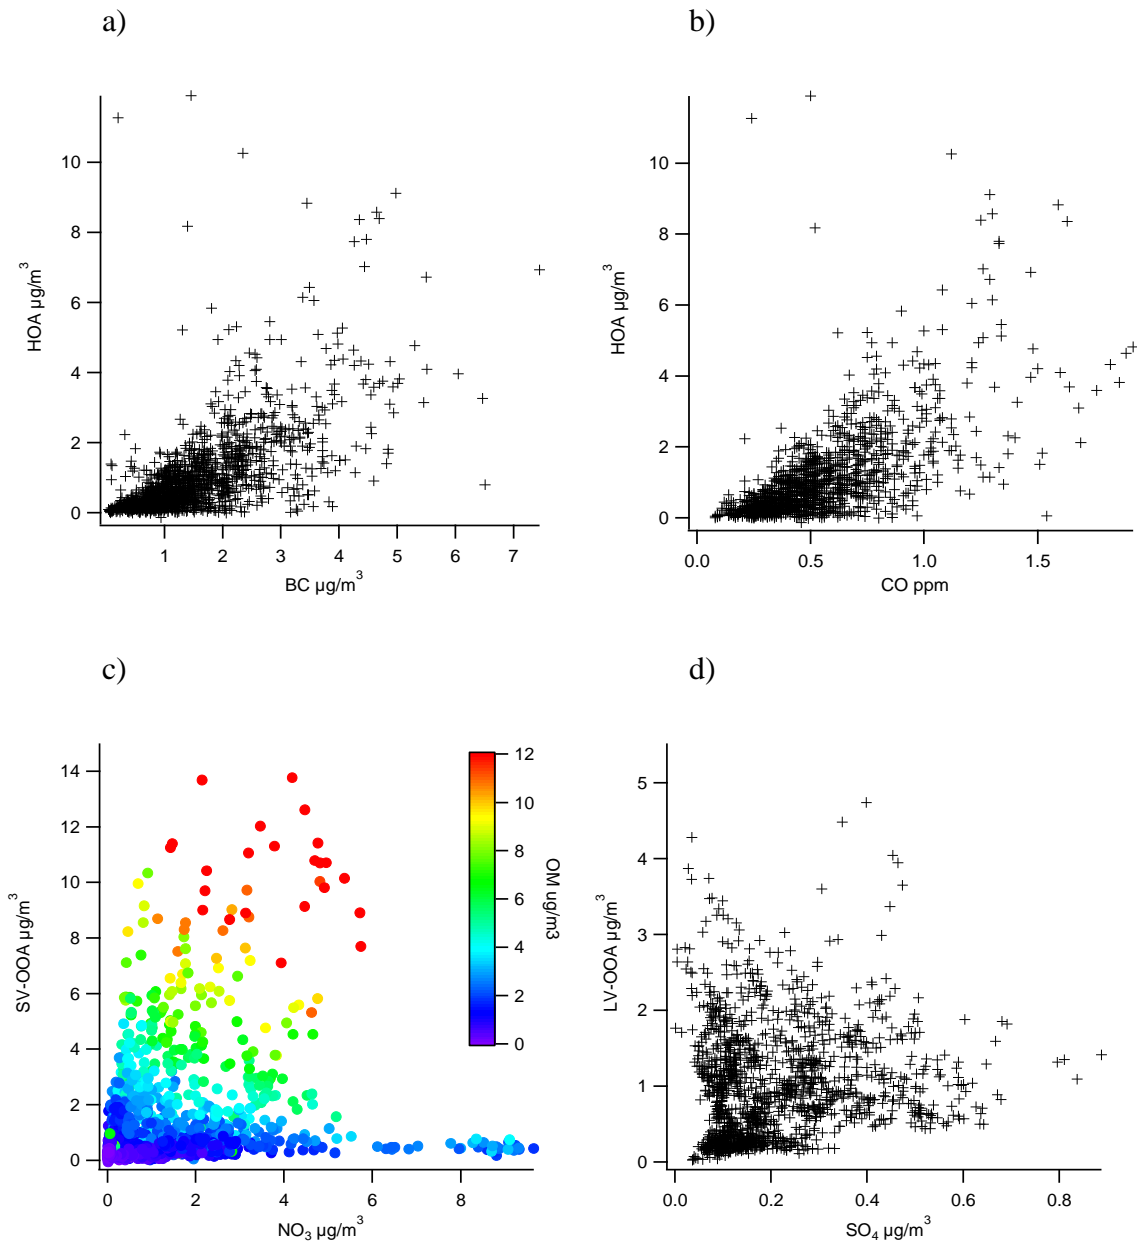 a)
HOA µg/m³
10
8
6
4
2
0
1 2 3 4 5 6 7
BC µg/m³
b)
HOA µg/m³
10
8
6
4
2
0
0.0 0.5 1.0 1.5
CO ppm
c)
SV-OOA µg/m³
14
12
10
8
6
4
2
0
0 2 4 6 8
NO₃ µg/m³
12
10
8
6
4
2
0
OM ug/m3
d)
LV-OOA µg/m³
5
4
3
2
1
0
0.0 0.2 0.4 0.6 0.8
SO₄ µg/m³